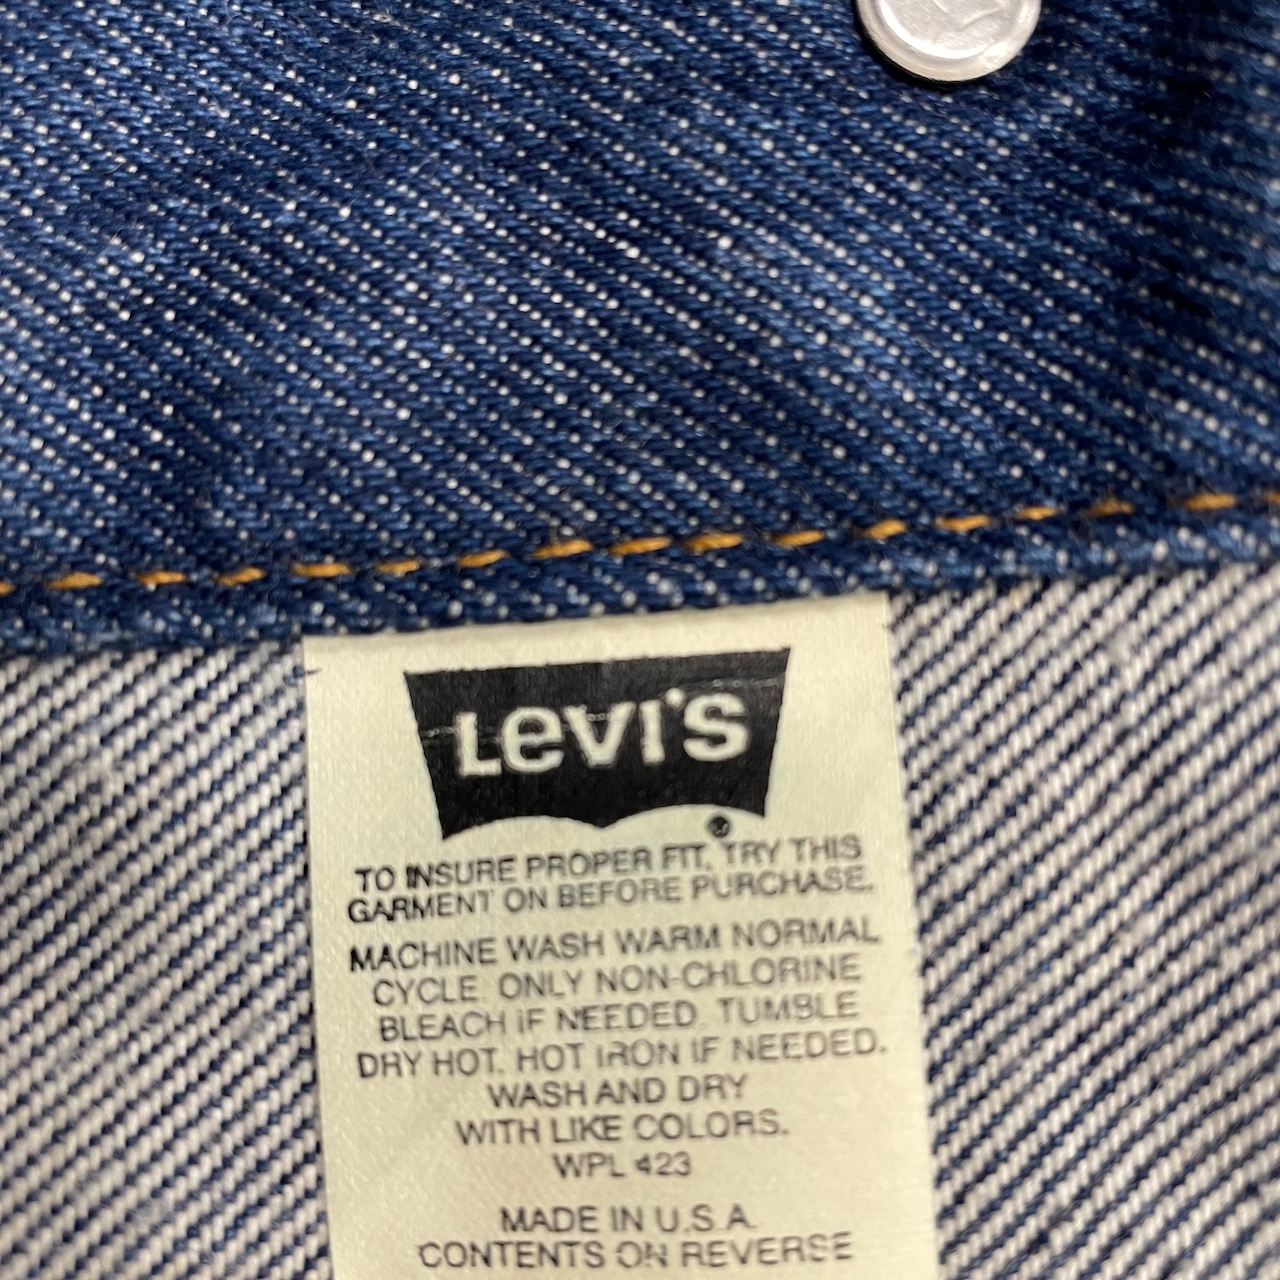 LEVI'S
®
TO INSURE PROPER FIT, TRY THIS
GARMENT ON BEFORE PURCHASE.
MACHINE WASH WARM NORMAL
CYCLE. ONLY NON-CHLORINE
BLEACH IF NEEDED. TUMBLE
DRY HOT. HOT IRON IF NEEDED.
WASH AND DRY
WITH LIKE COLORS.
WPL 423
MADE IN U.S.A.
CONTENTS ON REVERSE